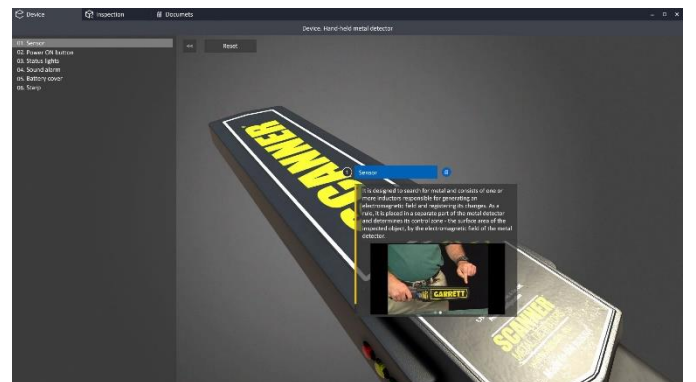 Device
Inspection
Documets
Device. Hand-held metal detector
01. Sensor
02. Power ON button
03. Status lights
04. Sound alarm
05. Battery cover
06. Starp
<<
Reset
SCANNER
SCANNER
1
Sensor
It is designed to search for metal and consists of one or
more inductors responsible for generating an
electromagnetic field and registering its changes. As a
rule, it is placed in a separate part of the metal detector
and determines its control zone - the surface area of the
inspected object, by the electromagnetic field of the metal
detector.
GARRETT
SCANNER